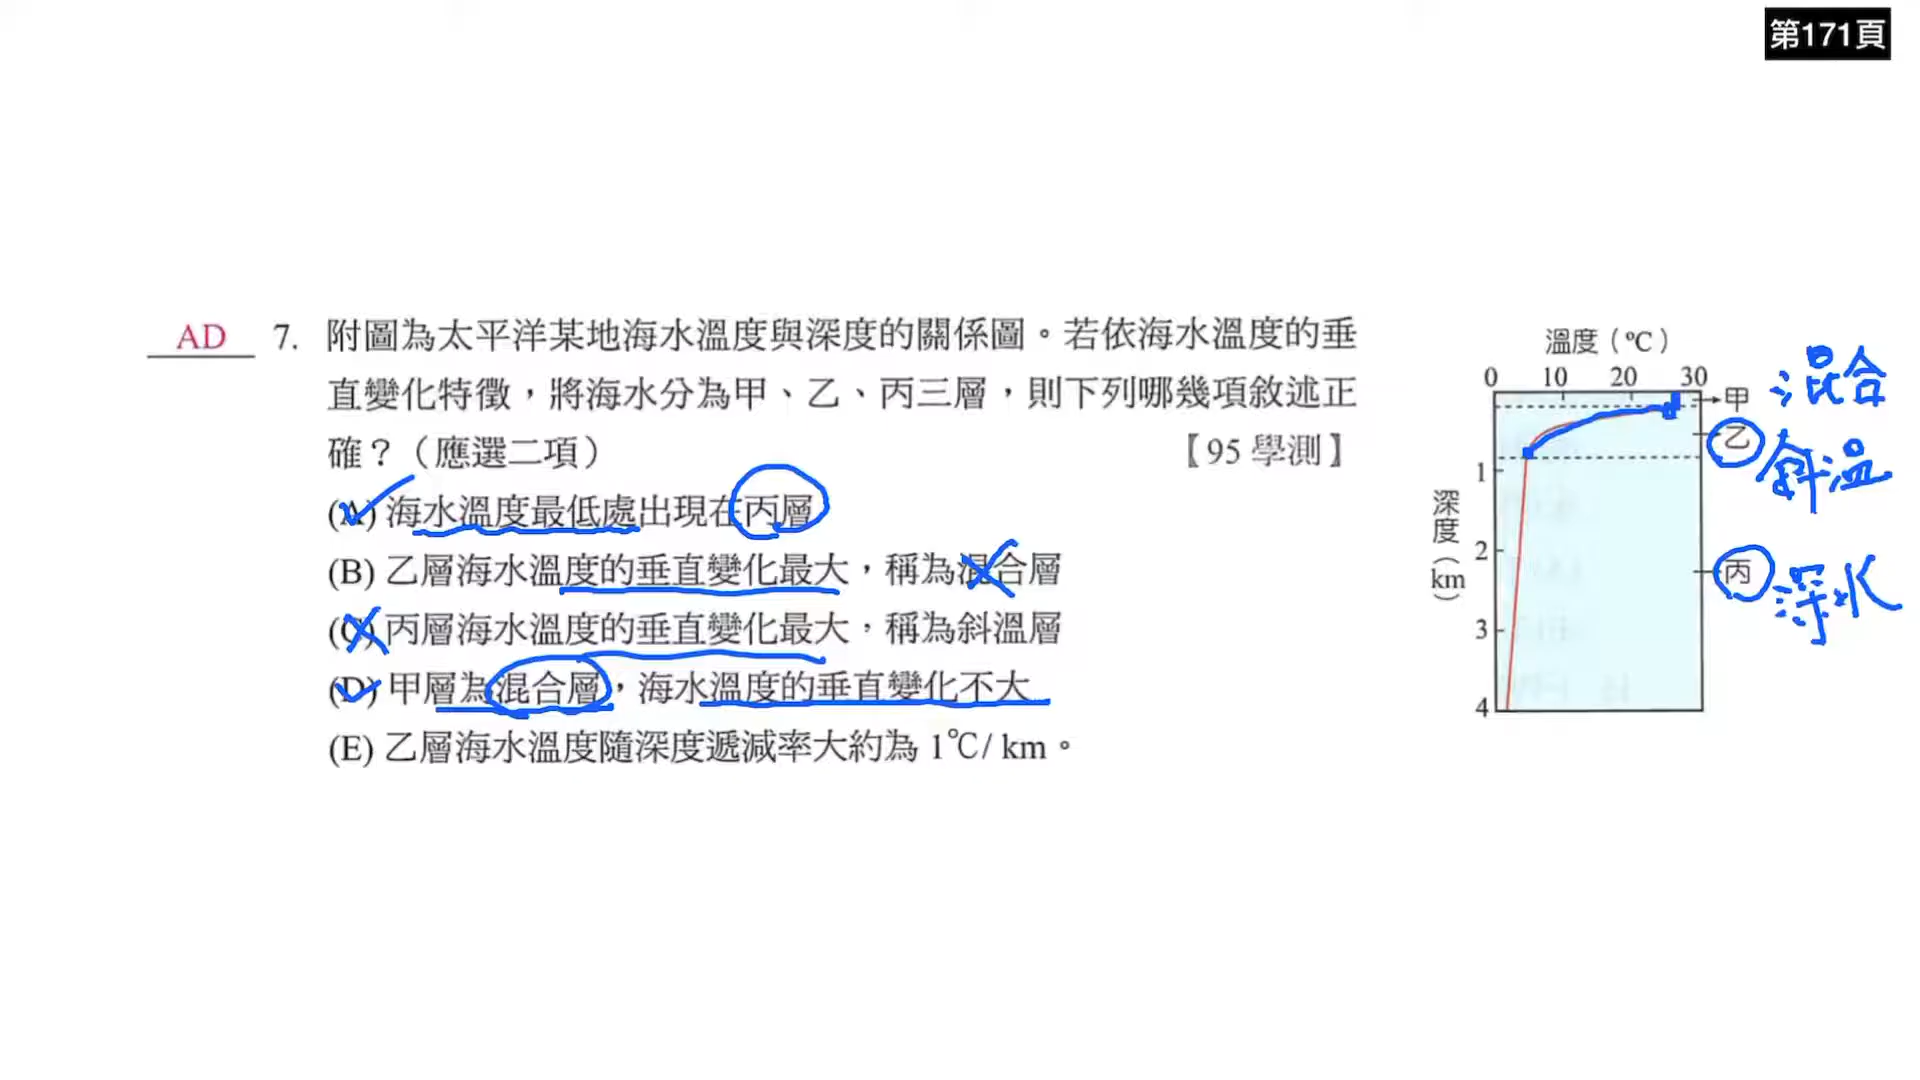 第171頁
AD 7. 附圖為太平洋某地海水溫度與深度的關係圖。若依海水溫度的垂
直變化特徵，將海水分為甲、乙、丙三層，則下列哪幾項敘述正
確？（應選二項）【95 學測】
(A) 海水溫度最低處出現在丙層
(B) 乙層海水溫度的垂直變化最大，稱為混合層
(C) 丙層海水溫度的垂直變化最大，稱為斜溫層
(D) 甲層為混合層，海水溫度的垂直變化不大
(E) 乙層海水溫度隨深度遞減率大約為 1℃/ km。
溫度（℃）
0 10 20 30
甲 混合
乙 斜溫
1
深度（km）
2
丙 深水
3
4